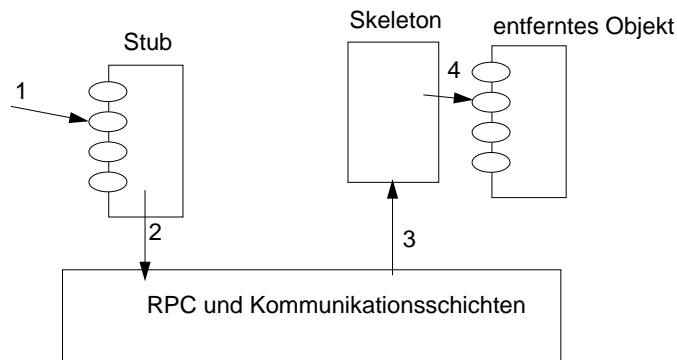 Skeleton
entferntes Objekt
Stub
1
4
2
3
RPC und Kommunikationsschichten